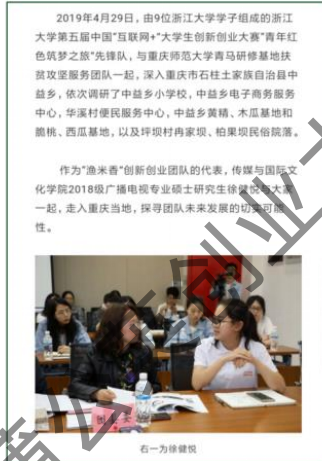 2019年4月29日，由9位浙江大学学子组成的浙江
大学第五届中国"互联网+"大学生创新创业大赛"青年红
色筑梦之旅"先锋队，与重庆师范大学青马研修基地扶
贫攻坚服务团队一起，深入重庆市石柱土家族自治县中
益乡，依次调研了中益乡小学校，中益乡电子商务服务
中心，华溪村便民服务中心，中益乡黄精、木瓜基地和
脆桃、西瓜基地，以及坪坝村冉家坝、柏果坝民俗院落。
作为"渔米香"创新创业团队的代表，传媒与国际文
化学院2018级广播电视专业硕士研究生徐健悦与大家
一起，走入重庆当地，探寻团队未来发展的切实可能
性。
右一为徐健悦